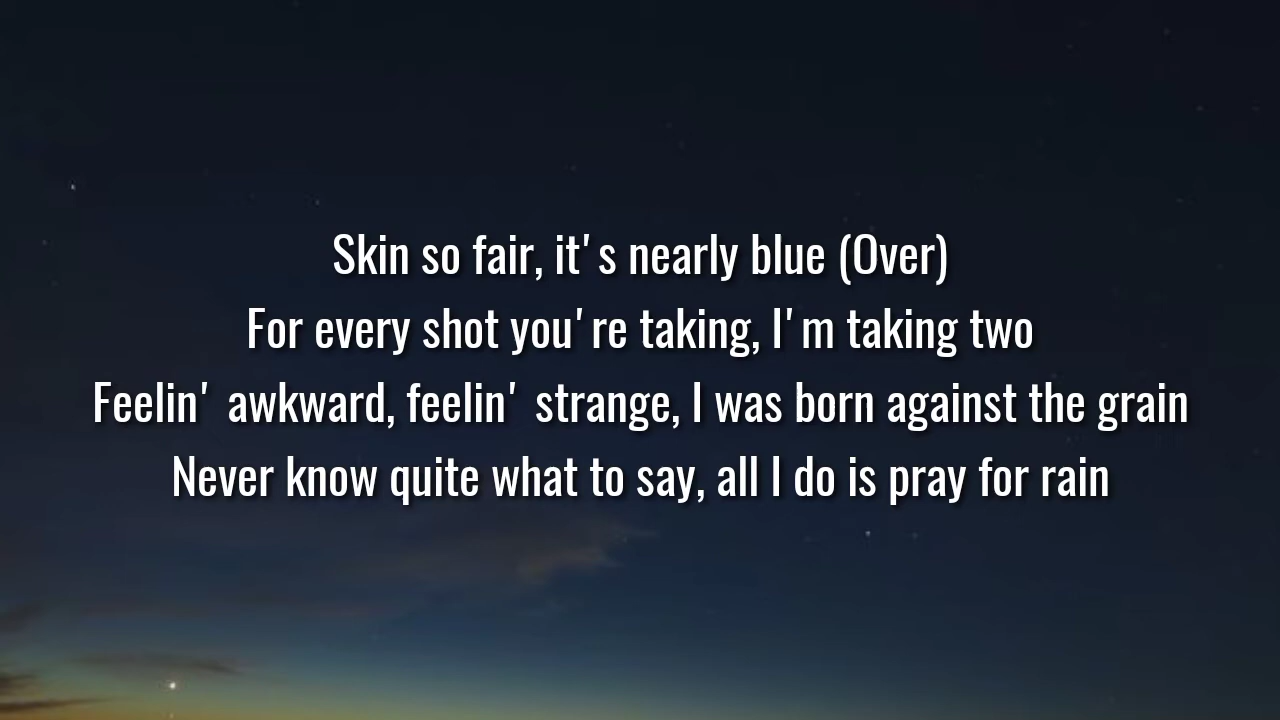 Skin so fair, it's nearly blue (Over)
For every shot you're taking, I'm taking two
Feelin' awkward, feelin' strange, I was born against the grain
Never know quite what to say, all I do is pray for rain